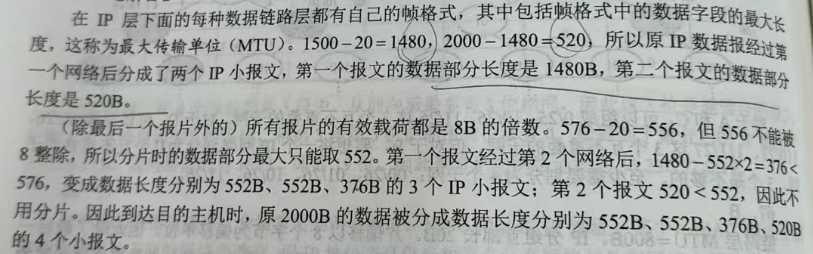 在 IP 层下面的每种数据链路层都有自己的帧格式，其中包括帧格式中的数据字段的最大长
度，这称为最大传输单位（MTU）。1500－20＝1480，2000－1480＝520，所以原 IP 数据报经过第
一个网络后分成了两个 IP 小报文，第一个报文的数据部分长度是 1480B，第二个报文的数据部分
长度是 520B。
（除最后一个报片外的）所有报片的有效载荷都是 8B 的倍数。576－20＝556，但 556 不能被
8 整除，所以分片时的数据部分最大只能取 552。第一个报文经过第 2 个网络后，1480－552×2＝376＜
576，变成数据长度分别为 552B、552B、376B 的 3 个 IP 小报文；第 2 个报文 520＜552，因此不
用分片。因此到达目的主机时，原 2000B 的数据被分成数据长度分别为 552B、552B、376B、520B
的 4 个小报文。